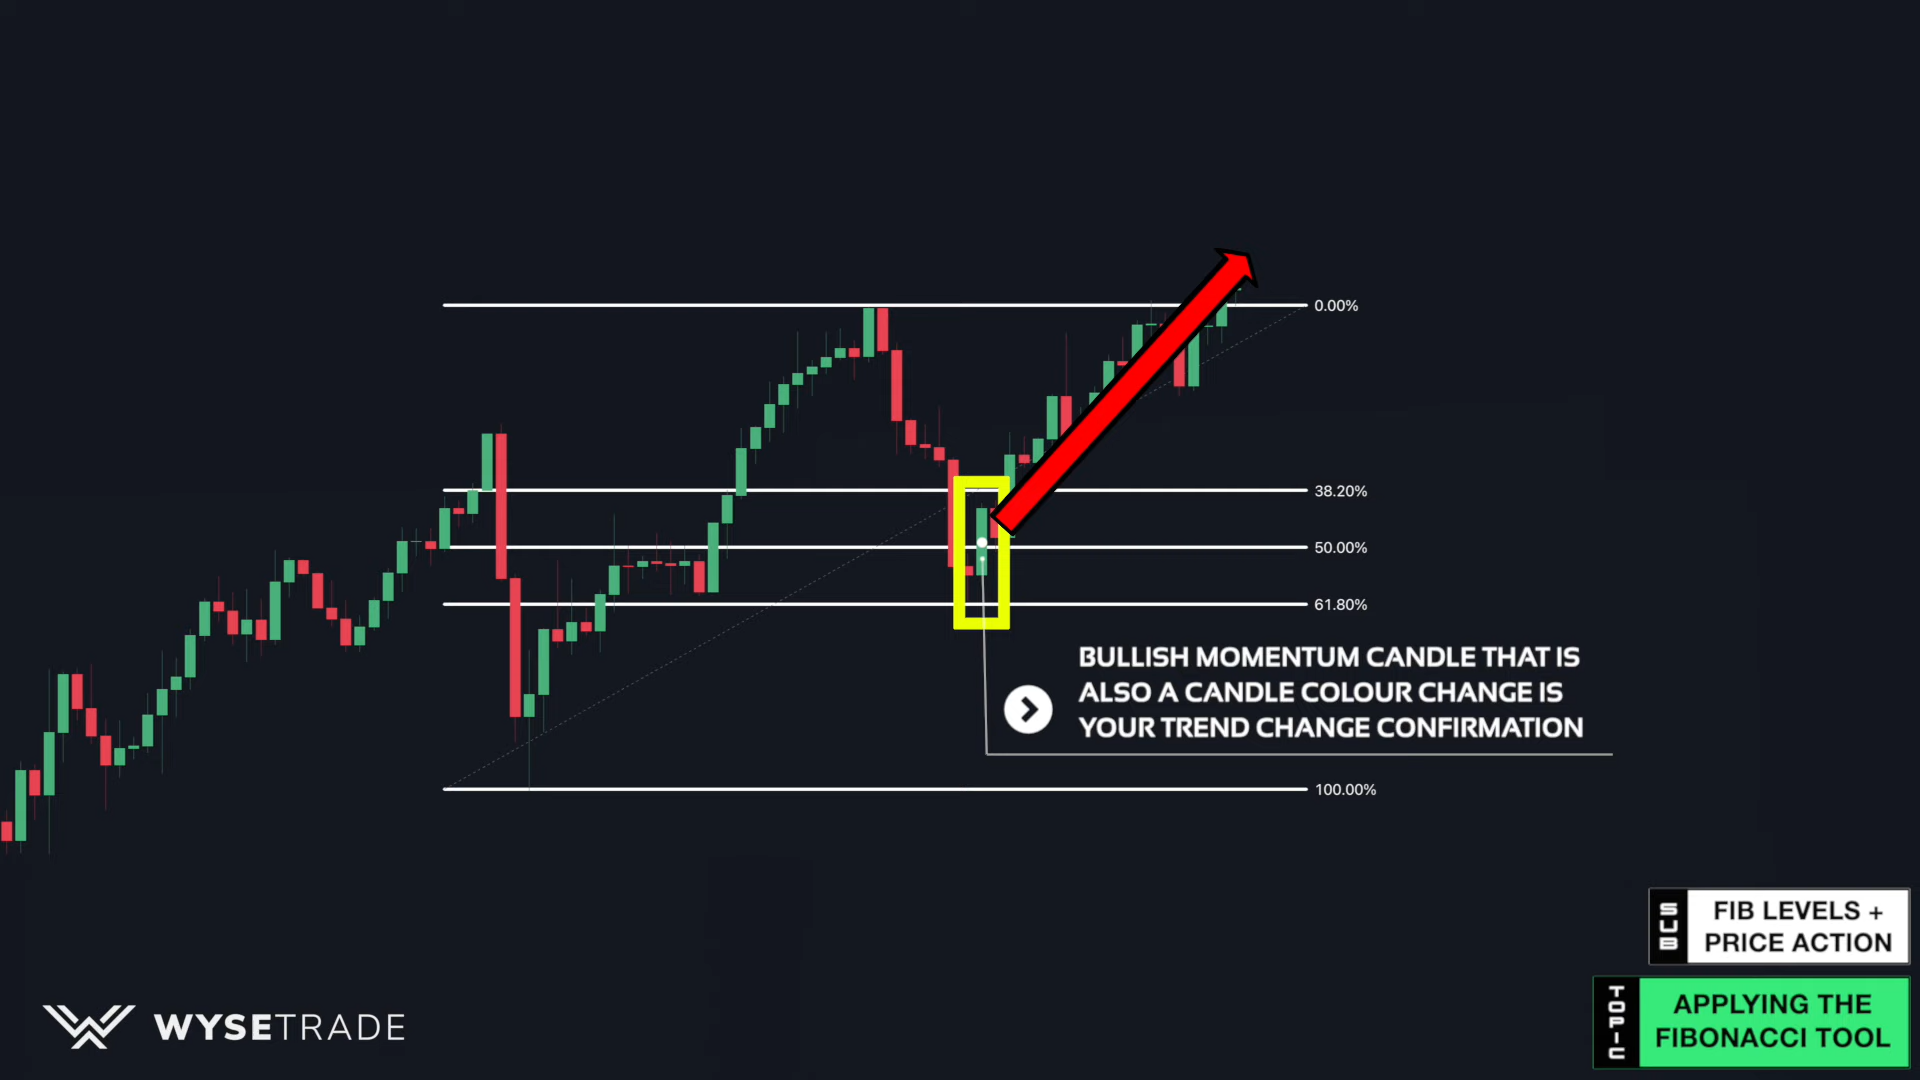 0.00%
38.20%
50.00%
61.80%
BULLISH MOMENTUM CANDLE THAT IS
ALSO A CANDLE COLOUR CHANGE IS
YOUR TREND CHANGE CONFIRMATION
100.00%
SUB
FIB LEVELS +
PRICE ACTION
TOPIC
APPLYING THE
FIBONACCI TOOL
WYSETRADE